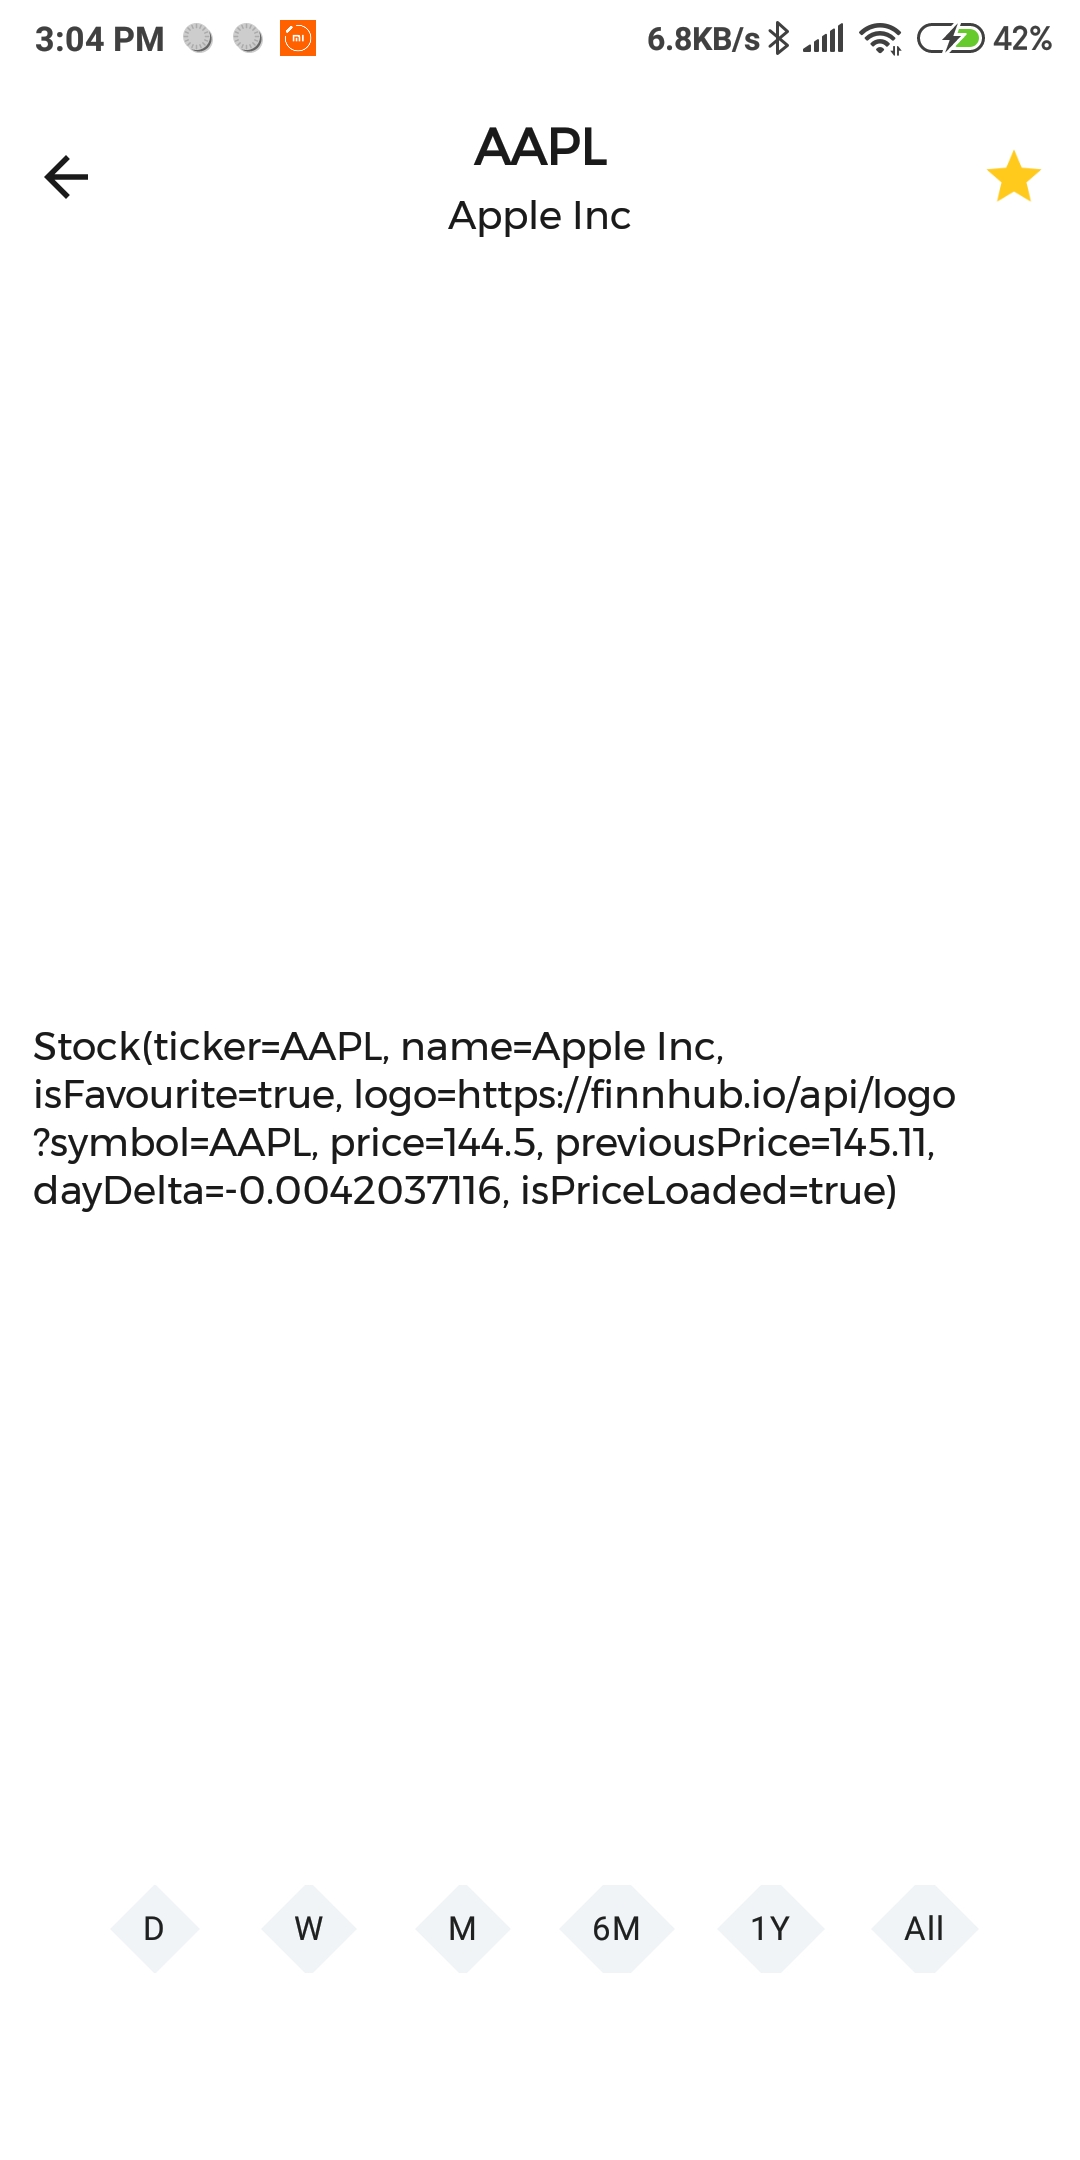 3:04 PM 6.8KB/s 42%
AAPL
Apple Inc
Stock(ticker=AAPL, name=Apple Inc,
isFavourite=true, logo=https://finnhub.io/api/logo
?symbol=AAPL, price=144.5, previousPrice=145.11,
dayDelta=-0.0042037116, isPriceLoaded=true)
D W M 6M 1Y All